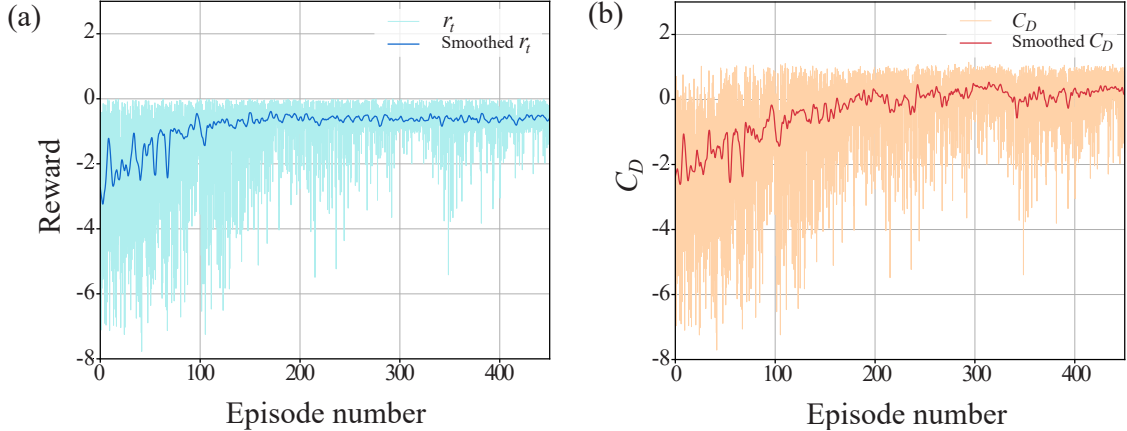 (a)
r_t
Smoothed r_t
2
0
-2
-4
-6
-8
0
100
200
300
400
Reward
Episode number
(b)
C_D
Smoothed C_D
2
0
-2
-4
-6
-8
0
100
200
300
400
C_D
Episode number